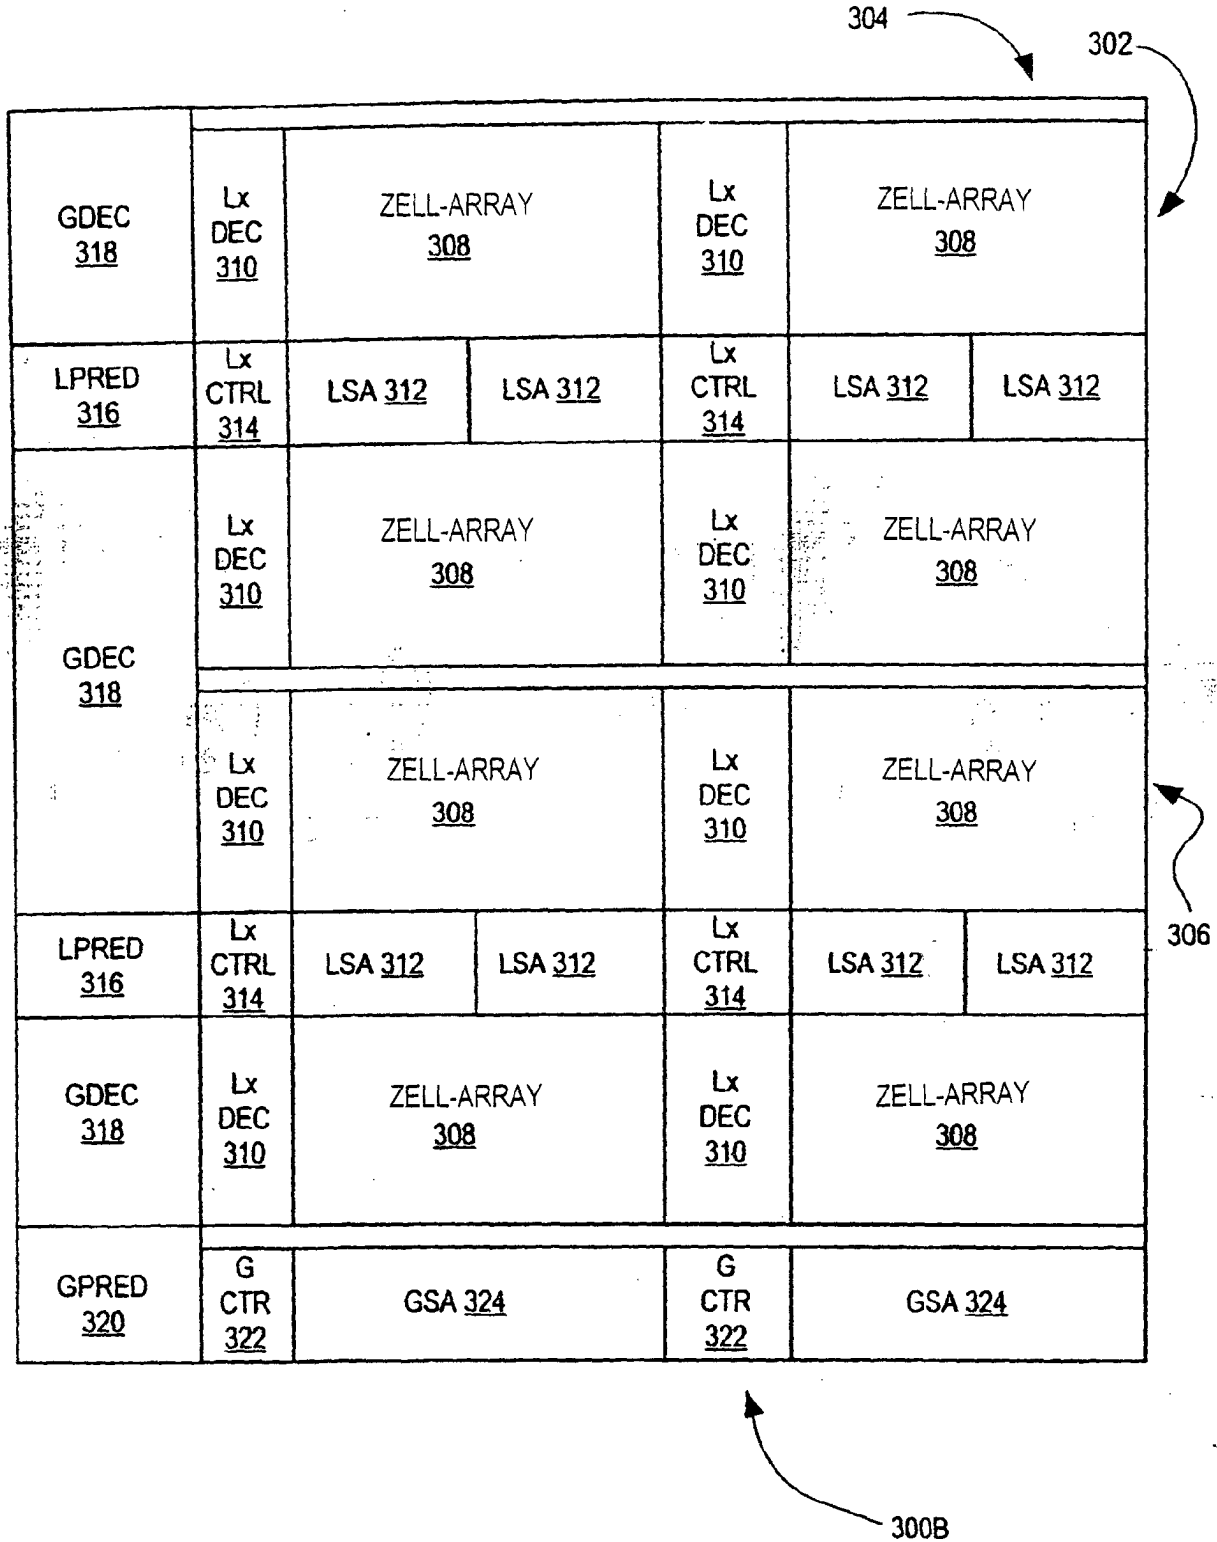 304
302
GDEC
318
Lx
DEC
310
ZELL-ARRAY
308
Lx
DEC
310
ZELL-ARRAY
308
LPRED
316
Lx
CTRL
314
LSA 312
LSA 312
Lx
CTRL
314
LSA 312
LSA 312
GDEC
318
Lx
DEC
310
ZELL-ARRAY
308
Lx
DEC
310
ZELL-ARRAY
308
Lx
DEC
310
ZELL-ARRAY
308
Lx
DEC
310
ZELL-ARRAY
308
306
LPRED
316
Lx
CTRL
314
LSA 312
LSA 312
Lx
CTRL
314
LSA 312
LSA 312
GDEC
318
Lx
DEC
310
ZELL-ARRAY
308
Lx
DEC
310
ZELL-ARRAY
308
GPRED
320
G
CTR
322
GSA 324
G
CTR
322
GSA 324
300B